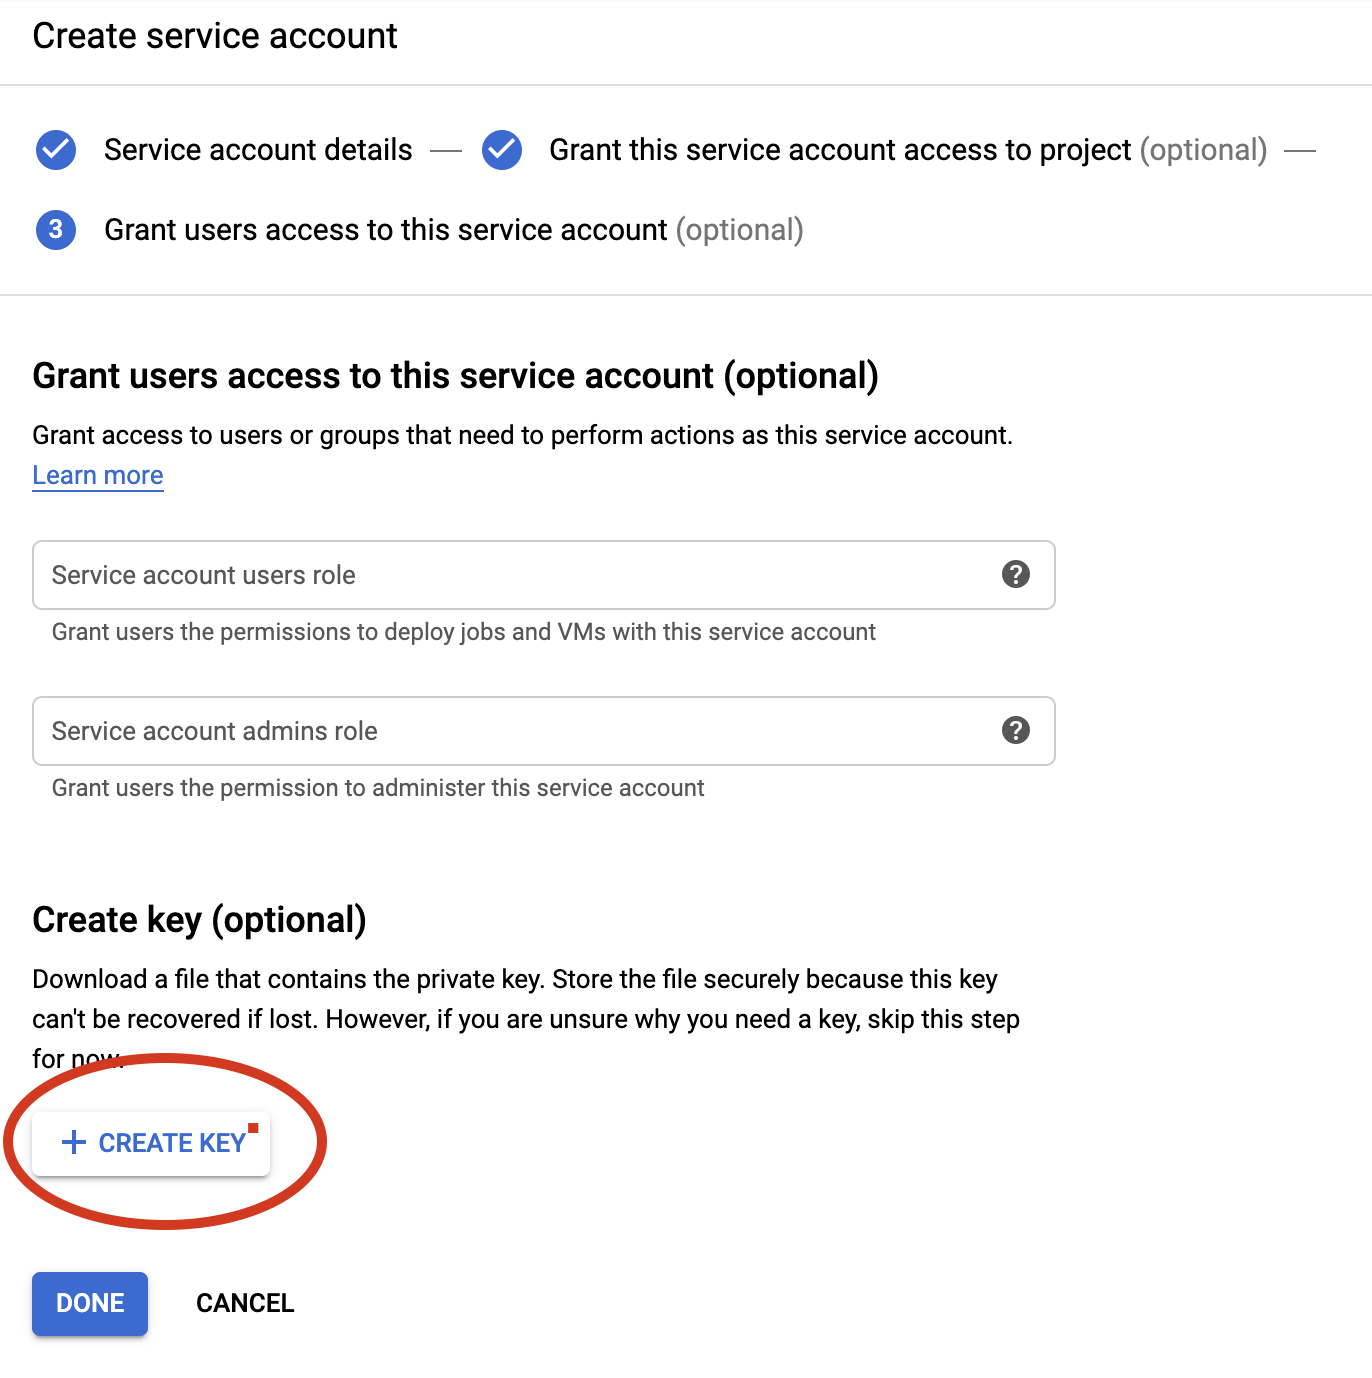 Create service account
Service account details
Grant this service account access to project (optional)
3
Grant users access to this service account (optional)
Grant users access to this service account (optional)
Grant access to users or groups that need to perform actions as this service account.
Learn more
Service account users role
?
Grant users the permissions to deploy jobs and VMs with this service account
Service account admins role
?
Grant users the permission to administer this service account
Create key (optional)
Download a file that contains the private key. Store the file securely because this key
can't be recovered if lost. However, if you are unsure why you need a key, skip this step
for now.
+ CREATE KEY
DONE
CANCEL